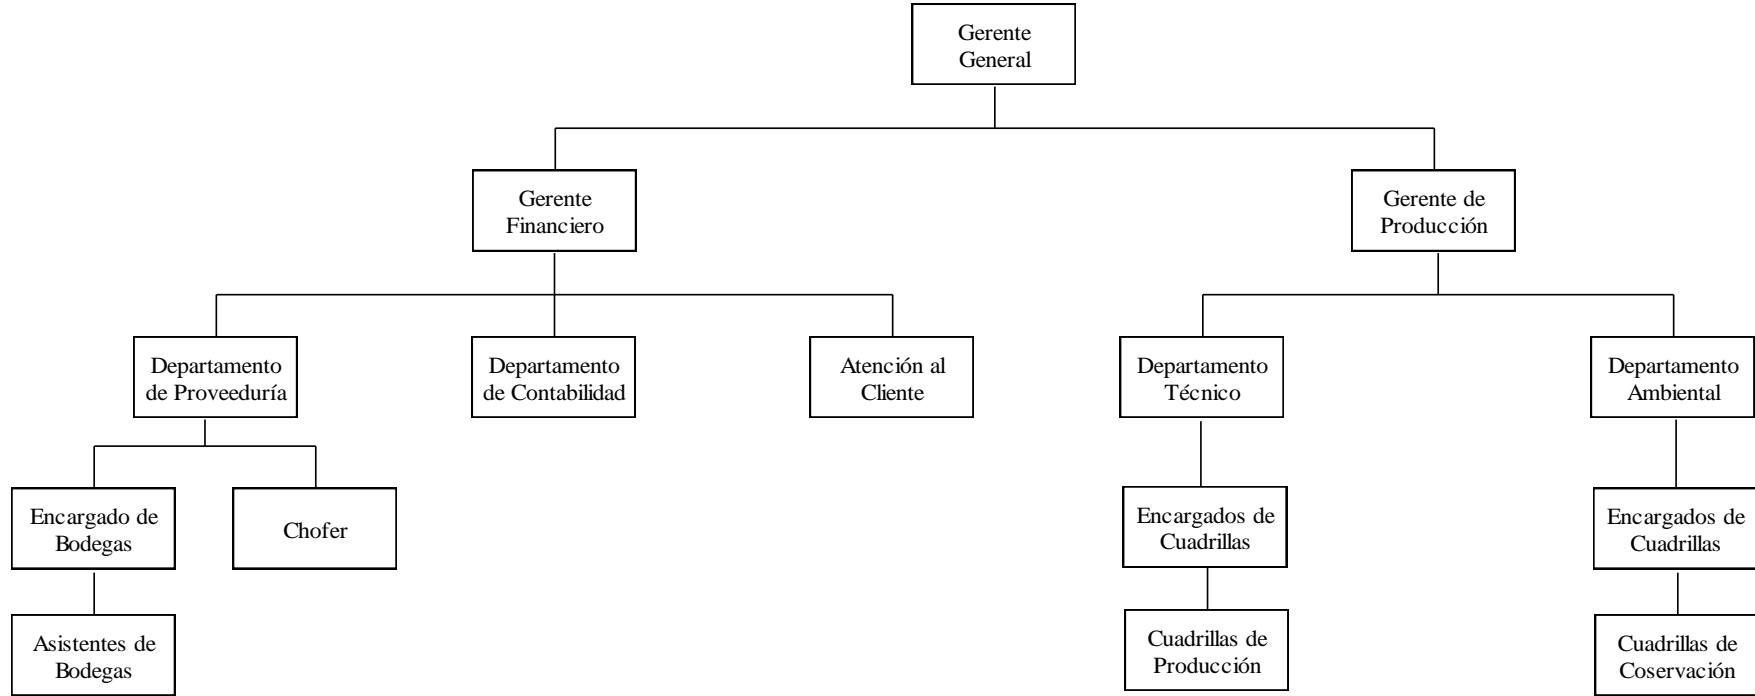 Gerente
General
Gerente
Financiero
Gerente de
Producción
Departamento
de Proveeduría
Departamento
de Contabilidad
Atención al
Cliente
Departamento
Técnico
Departamento
Ambiental
Encargado de
Bodegas
Chofer
Encargados de
Cuadrillas
Encargados de
Cuadrillas
Asistentes de
Bodegas
Cuadrillas de
Producción
Cuadrillas de
Coservación